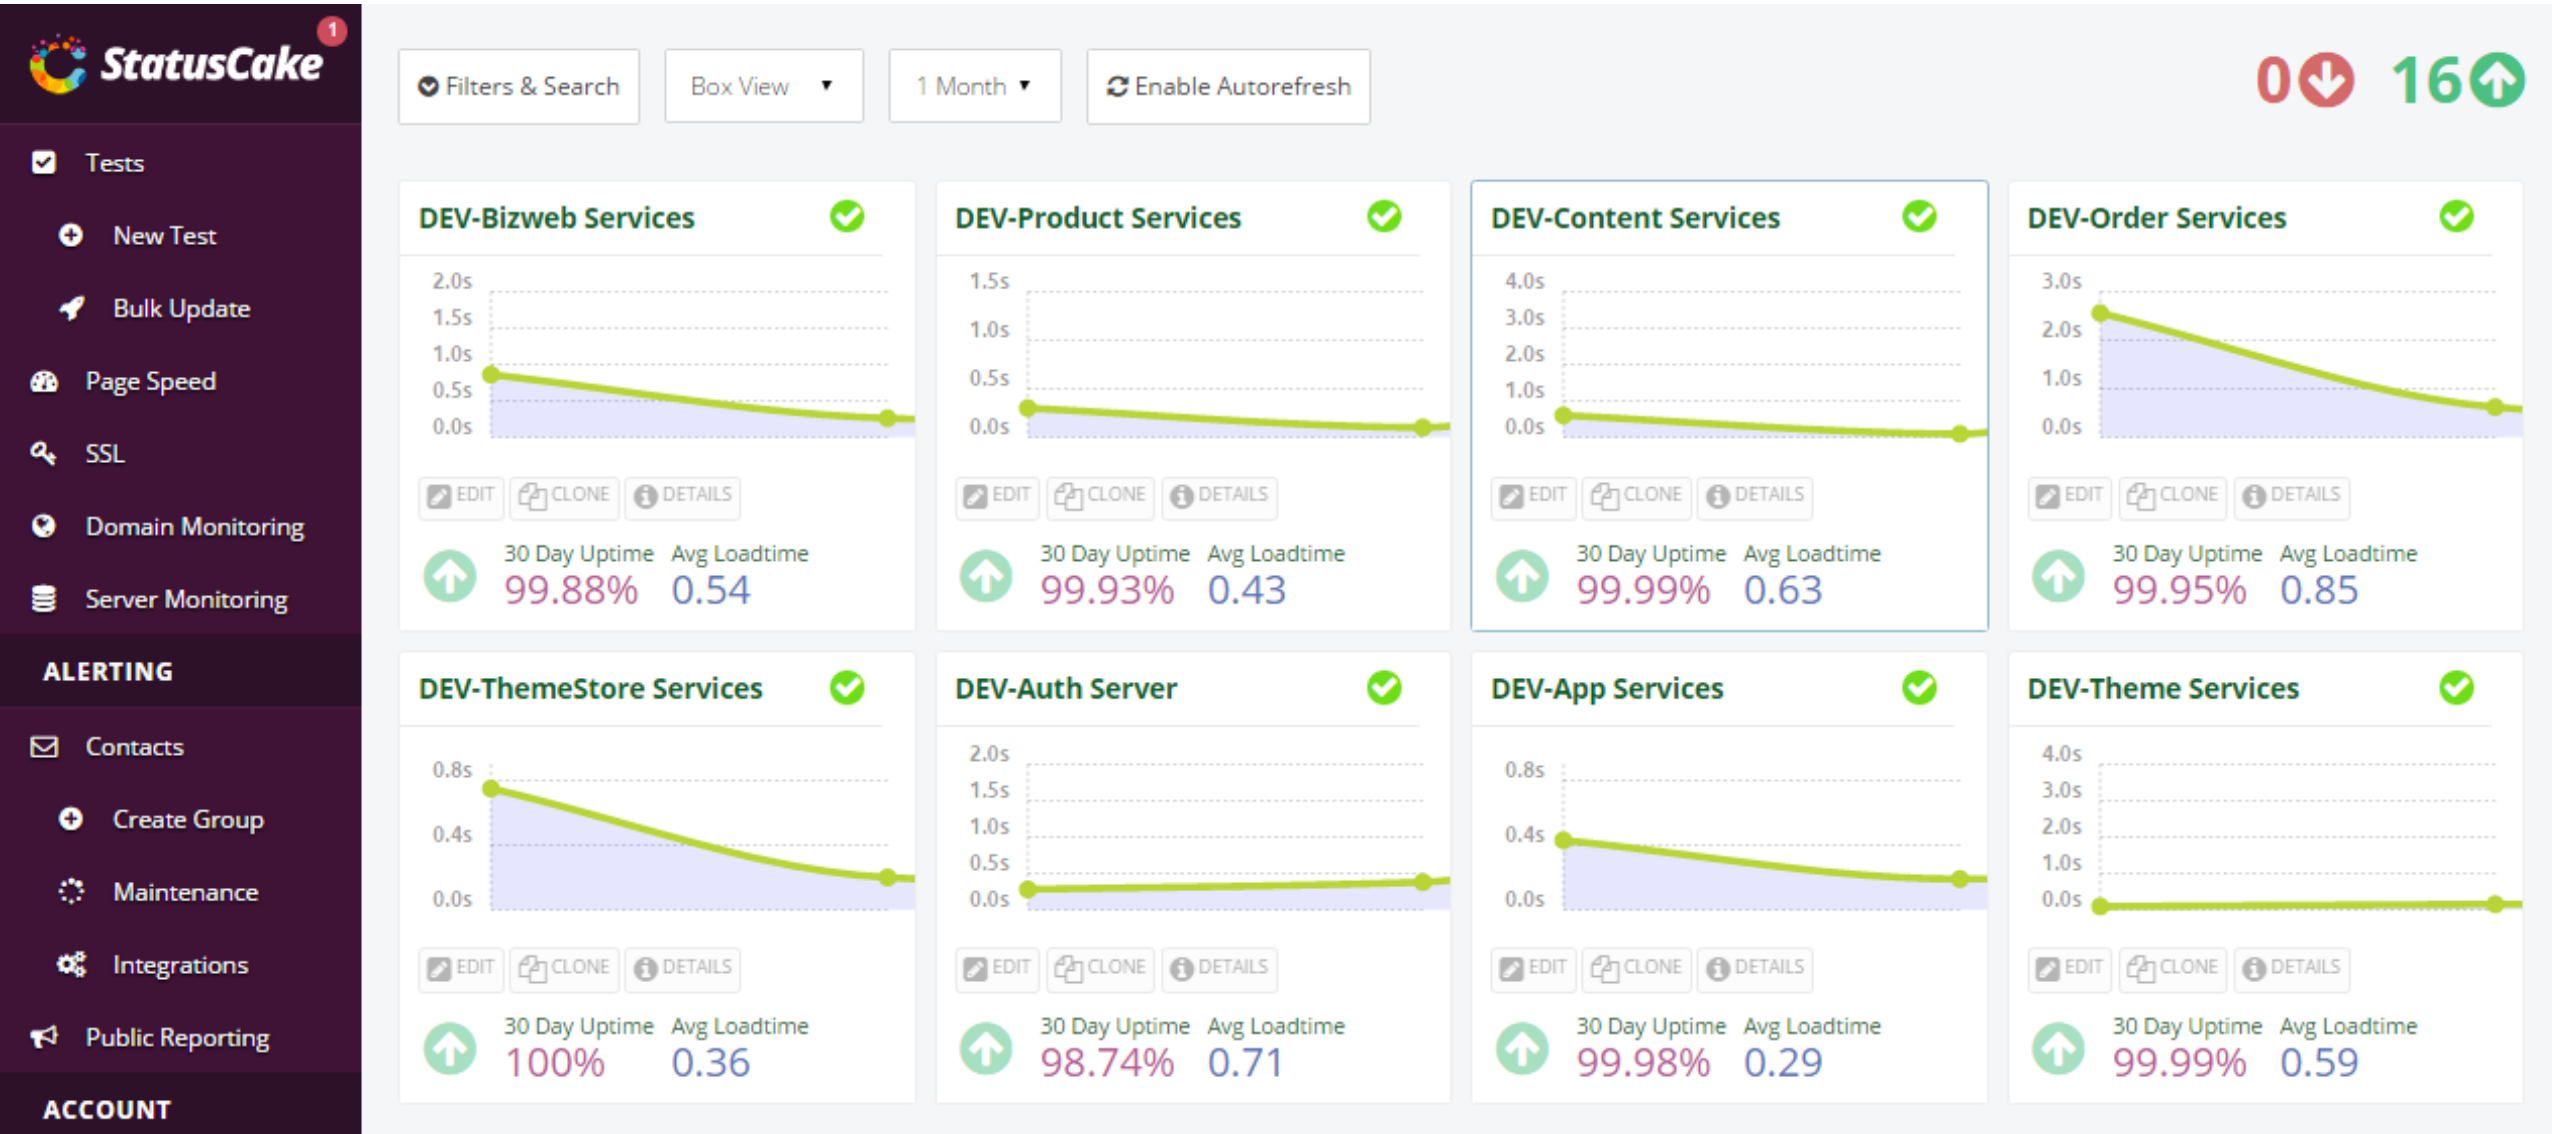 StatusCake 1
Tests
New Test
Bulk Update
Page Speed
SSL
Domain Monitoring
Server Monitoring
ALERTING
Contacts
Create Group
Maintenance
Integrations
Public Reporting
ACCOUNT
Filters & Search Box View 1 Month Enable Autorefresh 0 16
DEV-Bizweb Services
2.0s
1.5s
1.0s
0.5s
0.0s
EDIT CLONE DETAILS
30 Day Uptime Avg Loadtime
99.88% 0.54
DEV-Product Services
1.5s
1.0s
0.5s
0.0s
EDIT CLONE DETAILS
30 Day Uptime Avg Loadtime
99.93% 0.43
DEV-Content Services
4.0s
3.0s
2.0s
1.0s
0.0s
EDIT CLONE DETAILS
30 Day Uptime Avg Loadtime
99.99% 0.63
DEV-Order Services
3.0s
2.0s
1.0s
0.0s
EDIT CLONE DETAILS
30 Day Uptime Avg Loadtime
99.95% 0.85
DEV-ThemeStore Services
0.8s
0.4s
0.0s
EDIT CLONE DETAILS
30 Day Uptime Avg Loadtime
100% 0.36
DEV-Auth Server
2.0s
1.5s
1.0s
0.5s
0.0s
EDIT CLONE DETAILS
30 Day Uptime Avg Loadtime
98.74% 0.71
DEV-App Services
0.8s
0.4s
0.0s
EDIT CLONE DETAILS
30 Day Uptime Avg Loadtime
99.98% 0.29
DEV-Theme Services
4.0s
3.0s
2.0s
1.0s
0.0s
EDIT CLONE DETAILS
30 Day Uptime Avg Loadtime
99.99% 0.59